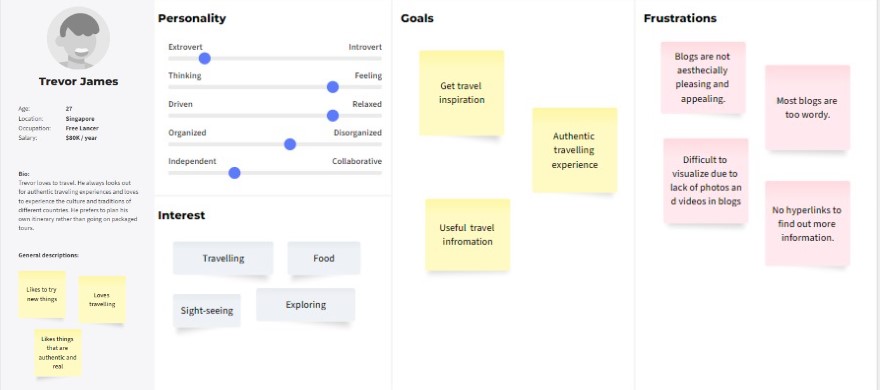 Trevor James
Age: 27
Location: Singapore
Occupation: Free Lancer
Salary: $80K / year
Bio:
Trevor loves to travel. He always looks out
for authentic traveling experiences and loves
to experience the culture and traditions of
different countries. He prefers to plan his
own itinerary rather than going on packaged
tours.
General descriptions:
Likes to try
new things
Loves
travelling
Likes things
that are
authentic and
real
Personality
Extrovert Introvert
Thinking Feeling
Driven Relaxed
Organized Disorganized
Independent Collaborative
Interest
Travelling
Food
Sight-seeing
Exploring
Goals
Get travel
inspiration
Authentic
travelling
experience
Useful travel
infromation
Frustrations
Blogs are not
aesthecially
pleasing and
appealing.
Most blogs are
too wordy.
Difficult to
visualize due to
lack of photos an
d videos in blogs
No hyperlinks to
find out more
information.